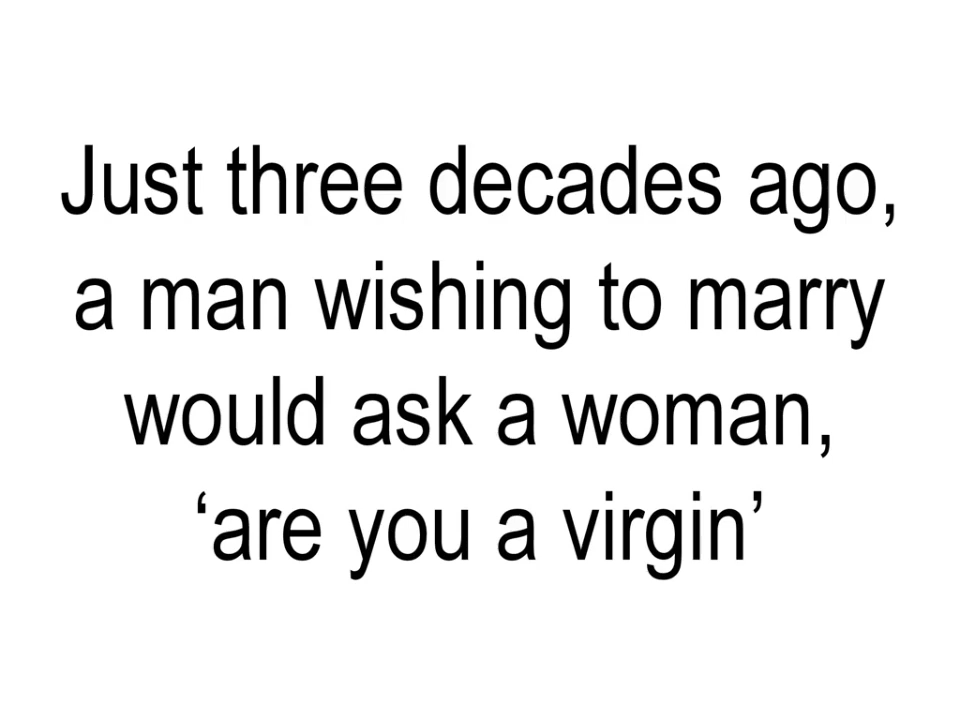 Just three decades ago,
a man wishing to marry
would ask a woman,
‘are you a virgin’